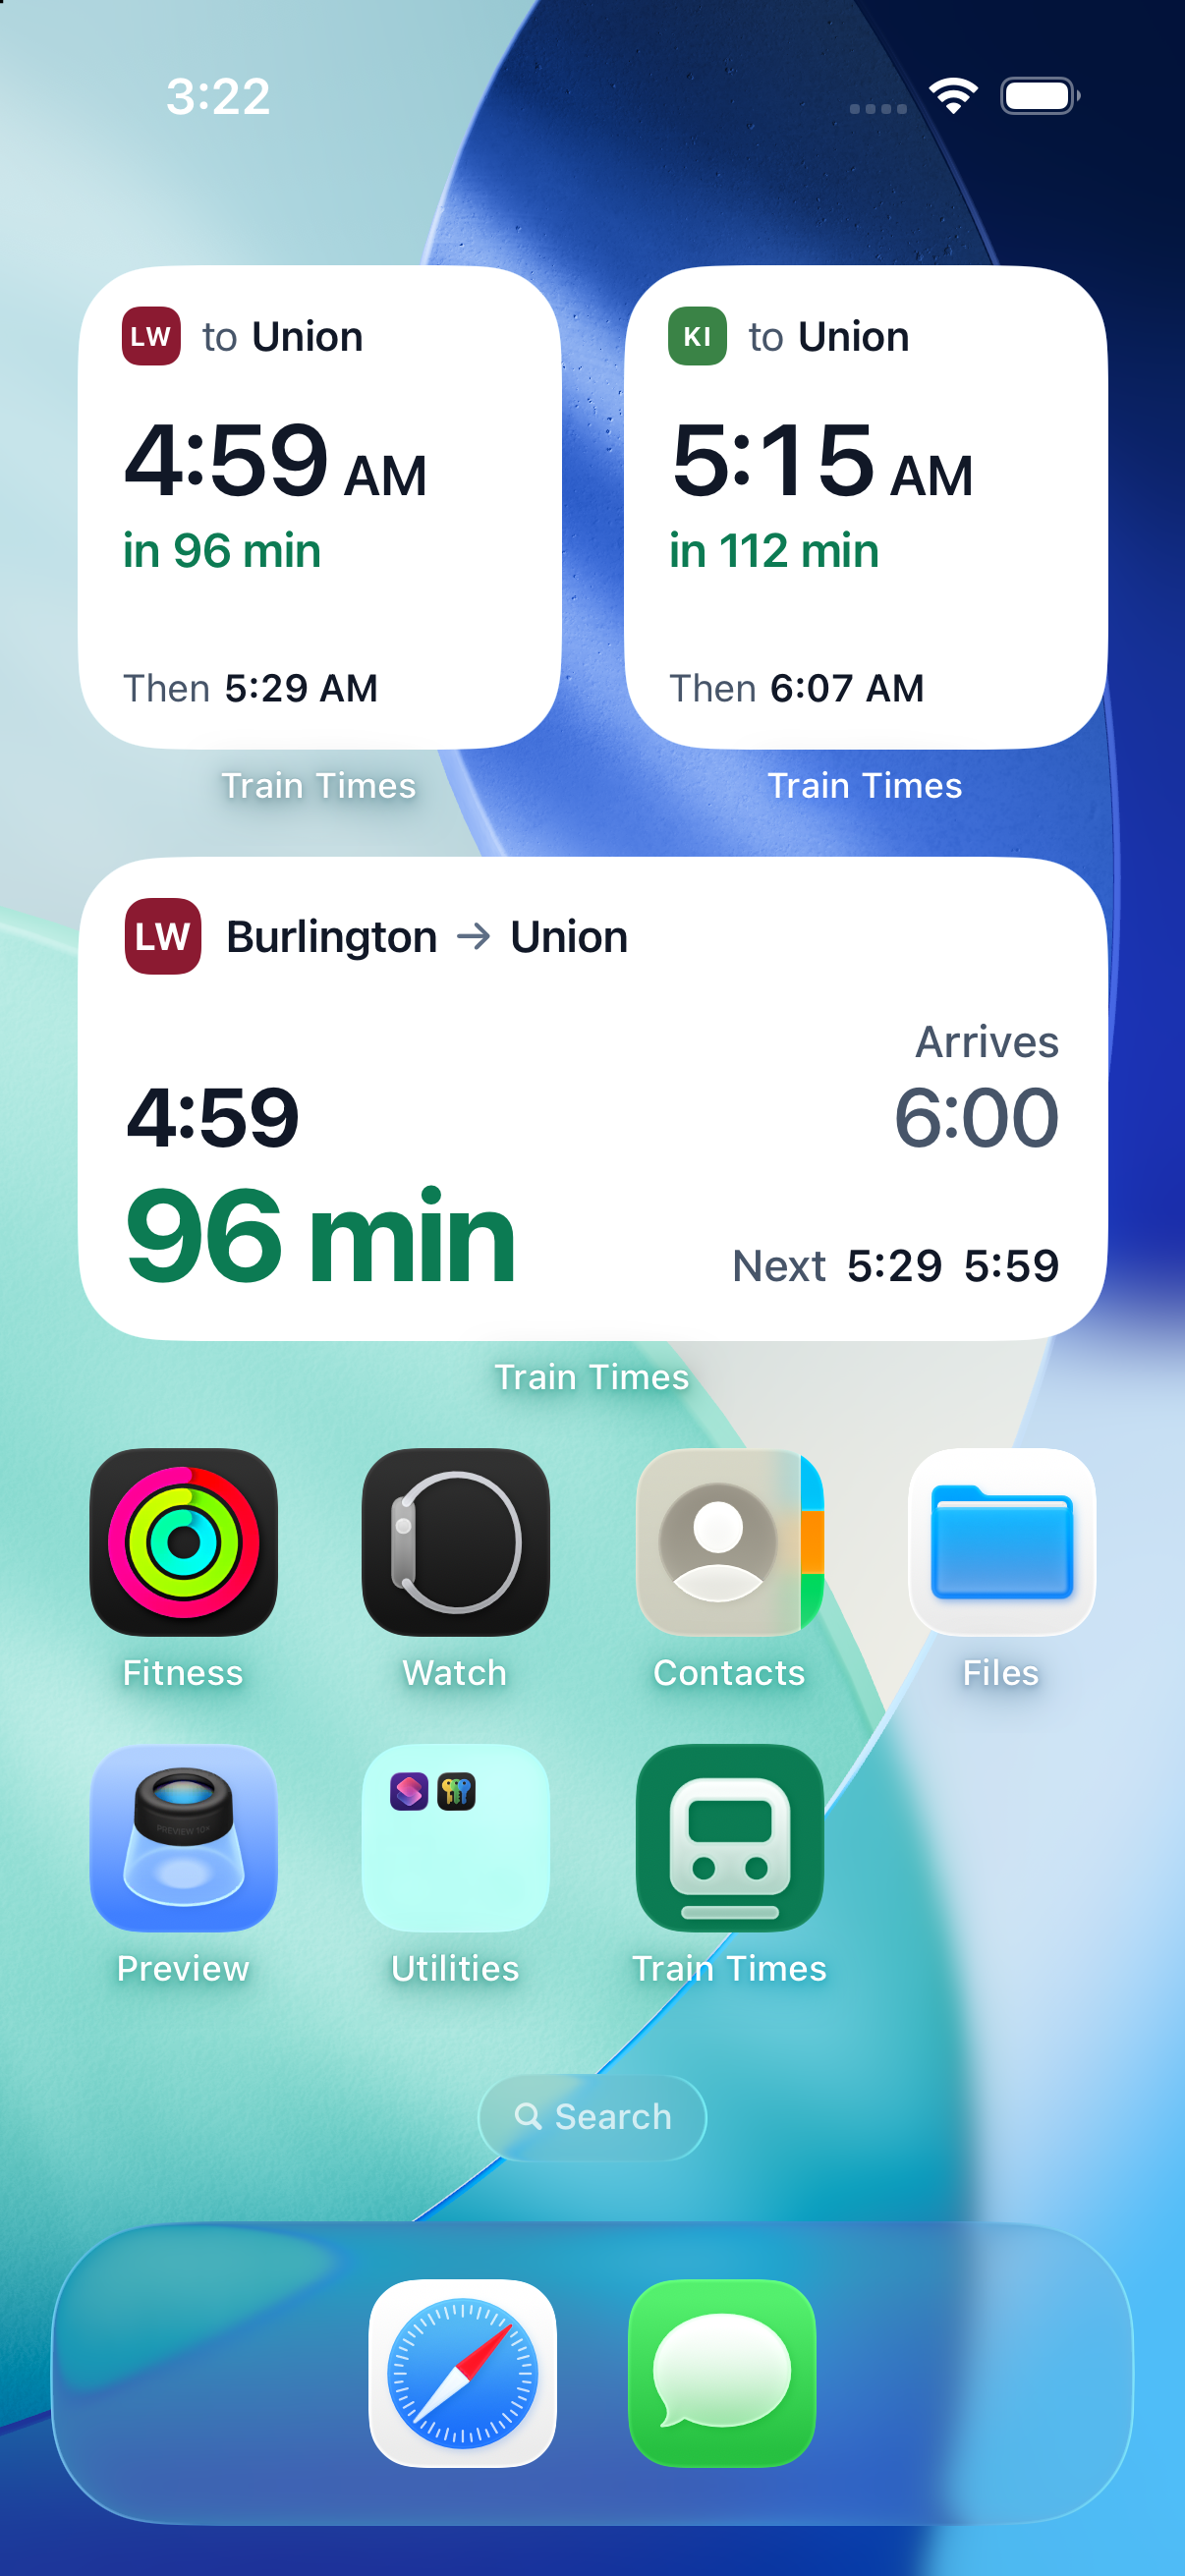 3:22
LW to Union
4:59 AM
in 96 min
Then 5:29 AM
Train Times
KI to Union
5:15 AM
in 112 min
Then 6:07 AM
Train Times
LW Burlington → Union
Arrives
4:59 6:00
96 min
Next 5:29 5:59
Train Times
Fitness Watch Contacts Files
PREVIEW 10×
Preview Utilities Train Times
Search